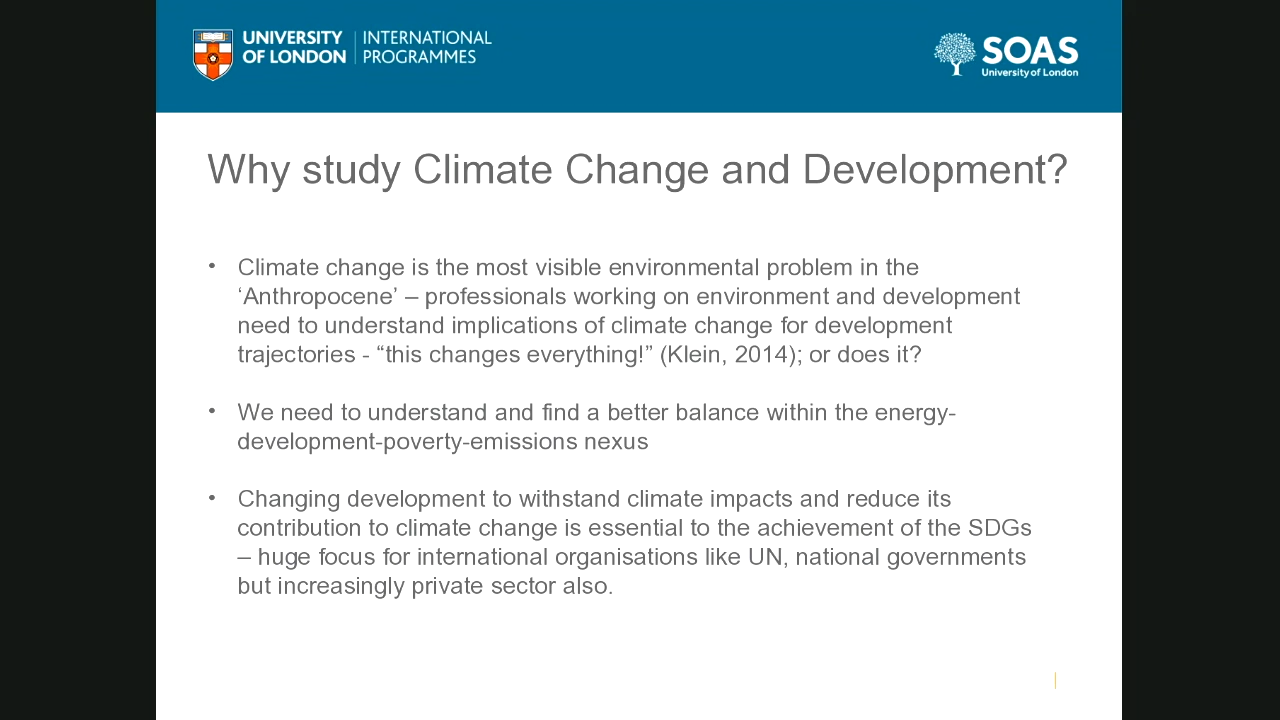 UNIVERSITY OF LONDON
INTERNATIONAL PROGRAMMES
SOAS
University of London
Why study Climate Change and Development?
• Climate change is the most visible environmental problem in the
‘Anthropocene’ – professionals working on environment and development
need to understand implications of climate change for development
trajectories - “this changes everything!” (Klein, 2014); or does it?
• We need to understand and find a better balance within the energy-
development-poverty-emissions nexus
• Changing development to withstand climate impacts and reduce its
contribution to climate change is essential to the achievement of the SDGs
– huge focus for international organisations like UN, national governments
but increasingly private sector also.